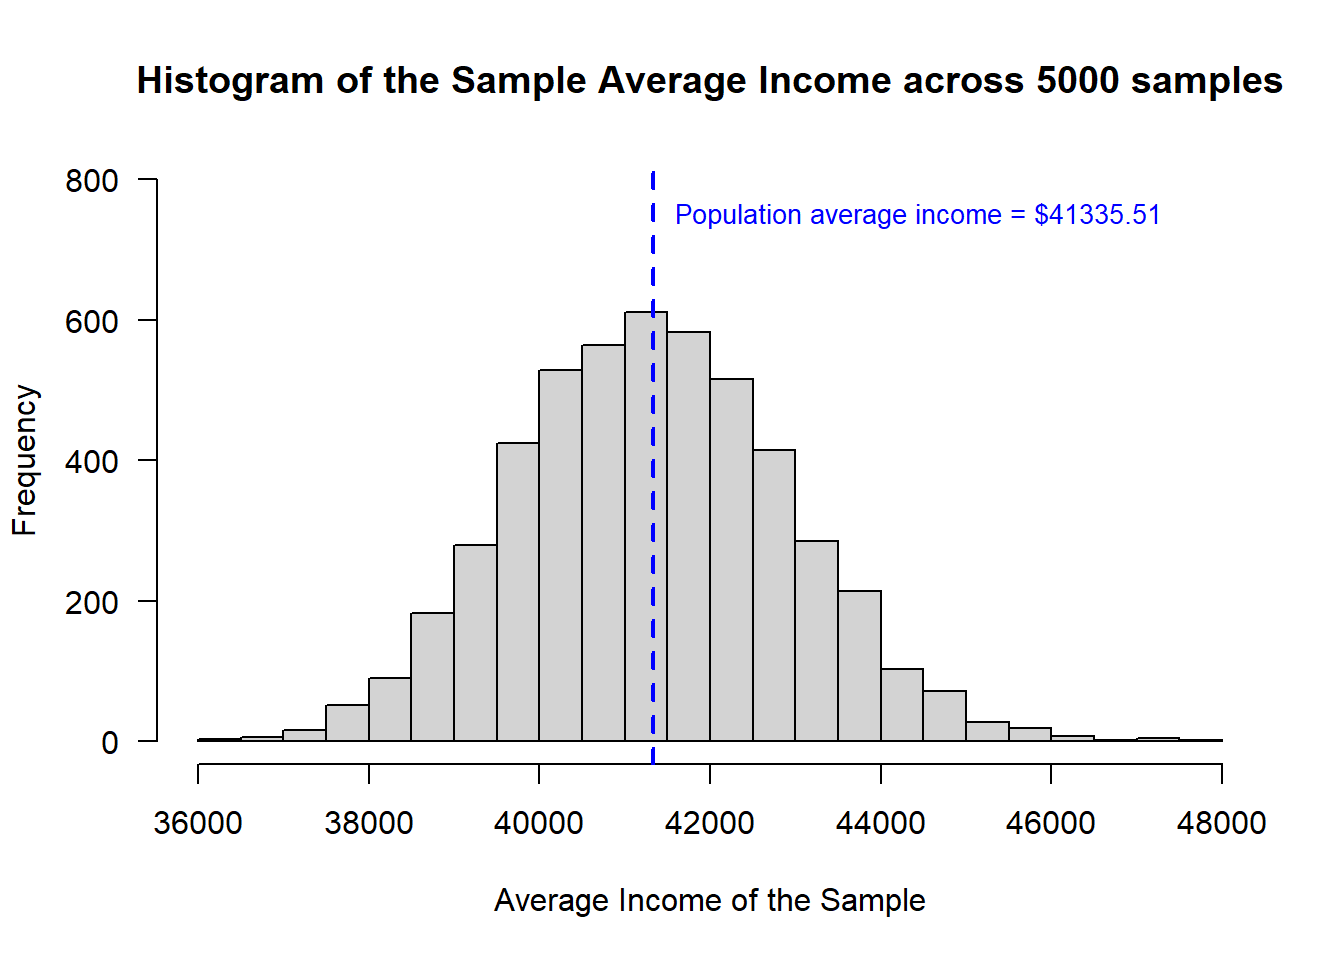 Histogram of the Sample Average Income across 5000 samples
800
Population average income = $41335.51
600
400
200
0
Frequency
36000 38000 40000 42000 44000 46000 48000
Average Income of the Sample